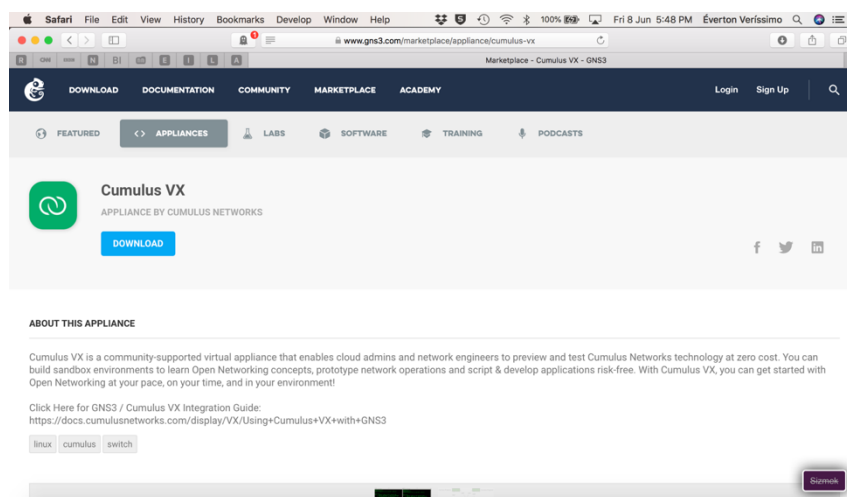 Safari File Edit View History Bookmarks Develop Window Help 100% Fri 8 Jun 5:48 PM Éverton Veríssimo
www.gns3.com/marketplace/appliance/cumulus-vx
Marketplace - Cumulus VX - GNS3
DOWNLOAD DOCUMENTATION COMMUNITY MARKETPLACE ACADEMY Login Sign Up
FEATURED <> APPLIANCES LABS SOFTWARE TRAINING PODCASTS
Cumulus VX
APPLIANCE BY CUMULUS NETWORKS
DOWNLOAD
ABOUT THIS APPLIANCE
Cumulus VX is a community-supported virtual appliance that enables cloud admins and network engineers to preview and test Cumulus Networks technology at zero cost. You can
build sandbox environments to learn Open Networking concepts, prototype network operations and script & develop applications risk-free. With Cumulus VX, you can get started with
Open Networking at your pace, on your time, and in your environment!
Click Here for GNS3 / Cumulus VX Integration Guide:
https://docs.cumulusnetworks.com/display/VX/Using+Cumulus+VX+with+GNS3
linux cumulus switch
Sizmek